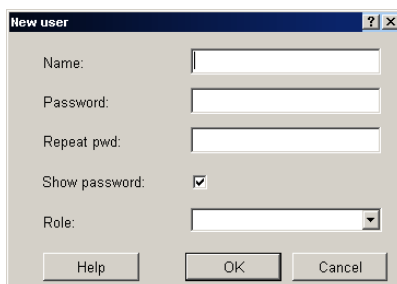 New user
Name:
Password:
Repeat pwd:
Show password:
Role:
Help OK Cancel